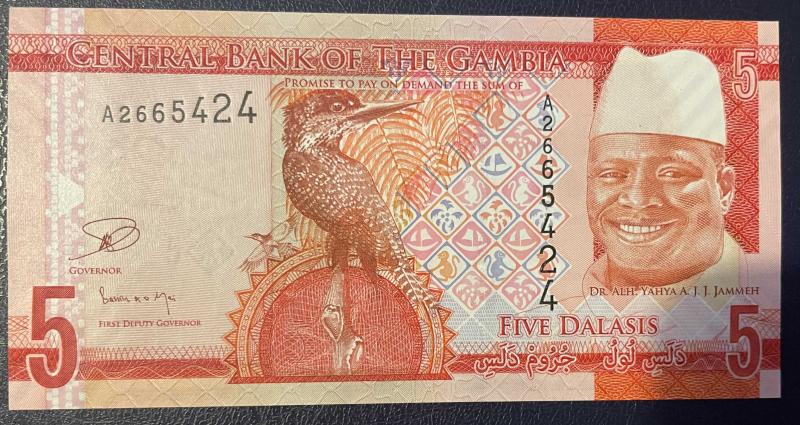 CENTRAL BANK OF THE GAMBIA
PROMISE TO PAY ON DEMAND THE SUM OF
5
A2665424
A2665424
GOVERNOR
FIRST DEPUTY GOVERNOR
DR. ALH. YAHYA A. J. J. JAMMEH
5
FIVE DALASIS
5